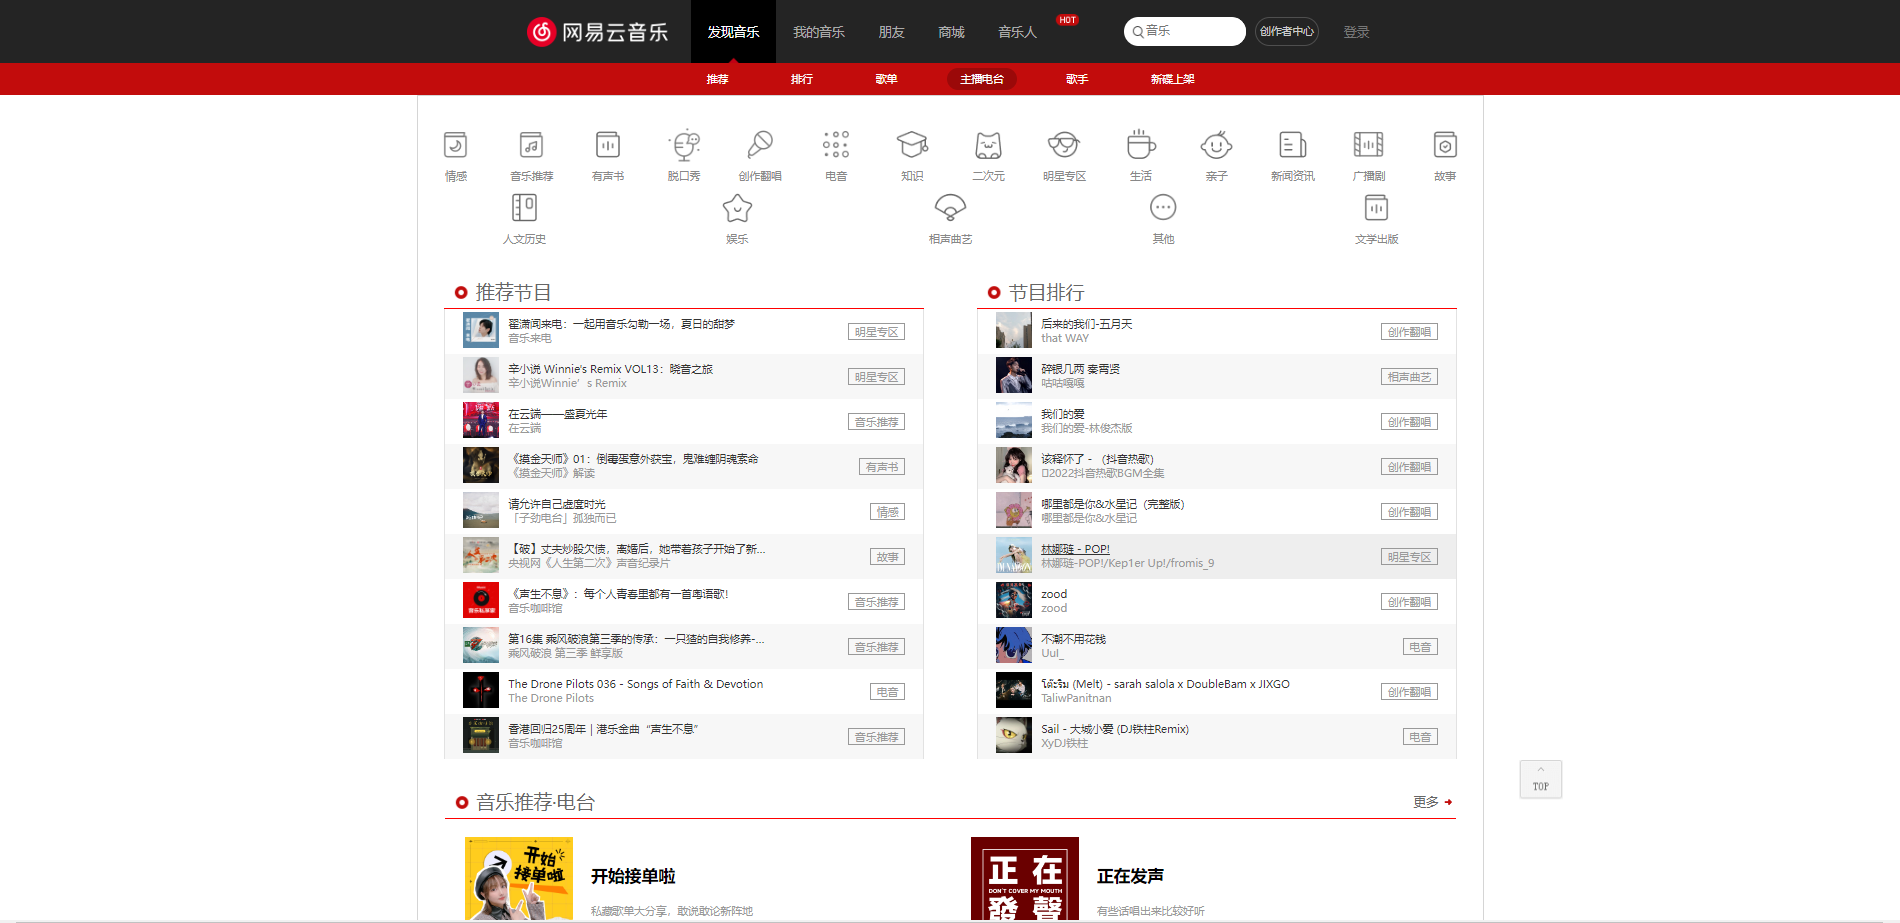 网易云音乐
发现音乐 我的音乐 朋友 商城 音乐人 HOT 音乐 创作者中心 登录
推荐 排行 歌单 主播电台 歌手 新碟上架
情感 音乐推荐 有声书 脱口秀 创作翻唱 电音 知识 二次元 明星专区 生活 亲子 新闻资讯 广播剧 故事
人文历史 娱乐 相声曲艺 其他 文学出版
推荐节目
翟潇闻来电：一起用音乐勾勒一场，夏日的甜梦
音乐来电
明星专区
辛小说 Winnie's Remix VOL13：晓音之旅
辛小说Winnie’s Remix
明星专区
在云端——盛夏光年
在云端
音乐推荐
《摸金天师》01：倒霉蛋意外获宝，鬼难缠阴魂索命
《摸金天师》解读
有声书
请允许自己虚度时光
「子劲电台」孤独而已
情感
【破】丈夫炒股欠债，离婚后，她带着孩子开始了新...
央视网《人生第二次》声音纪录片
故事
《声生不息》：每个人青春里都有一首粤语歌！
音乐咖啡馆
音乐推荐
第16集 乘风破浪第三季的传承：一只猹的自我修养-...
乘风破浪 第三季 鲜享版
音乐推荐
The Drone Pilots 036 - Songs of Faith & Devotion
The Drone Pilots
电音
香港回归25周年 | 港乐金曲“声生不息”
音乐咖啡馆
音乐推荐
节目排行
后来的我们-五月天
that WAY
创作翻唱
碎银几两 秦霄贤
咕咕嘎嘎
相声曲艺
我们的爱
我们的爱-林俊杰版
创作翻唱
该释怀了 - （抖音热歌）
2022抖音热歌BGM全集
创作翻唱
哪里都是你&水星记（完整版）
哪里都是你&水星记
创作翻唱
林娜琏 - POP!
林娜琏-POP!/Kep1er Up!/fromis_9
明星专区
zood
zood
创作翻唱
不潮不用花钱
Uul_
电音
โต๊ะริม (Melt) - sarah salola x DoubleBam x JIXGO
TaliwPanitnan
创作翻唱
Sail - 大城小爱 (DJ铁柱Remix)
XyDJ铁柱
电音
TOP
音乐推荐·电台
更多
开始
接单啦
开始接单啦
私藏歌单大分享，敢说敢论新阵地
正在
DON'T COVER MY MOUTH
發聲
正在发声
有些话唱出来比较好听